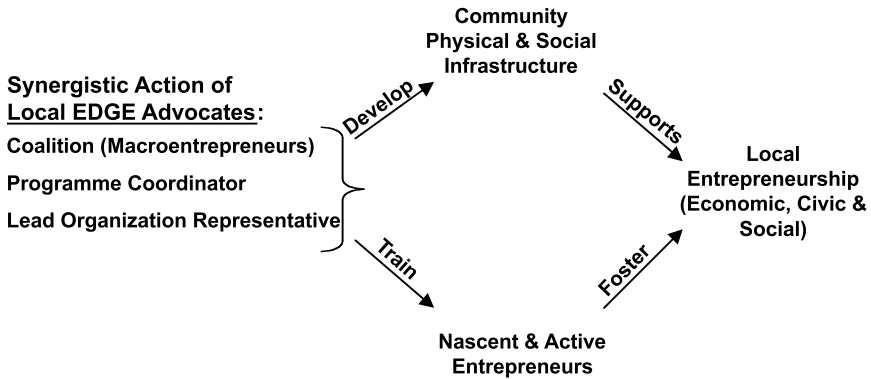 Synergistic Action of
Local EDGE Advocates:
Coalition (Macroentrepreneurs)
Programme Coordinator
Lead Organization Representative
Develop
Community
Physical & Social
Infrastructure
Supports
Train
Nascent & Active
Entrepreneurs
Foster
Local
Entrepreneurship
(Economic, Civic &
Social)